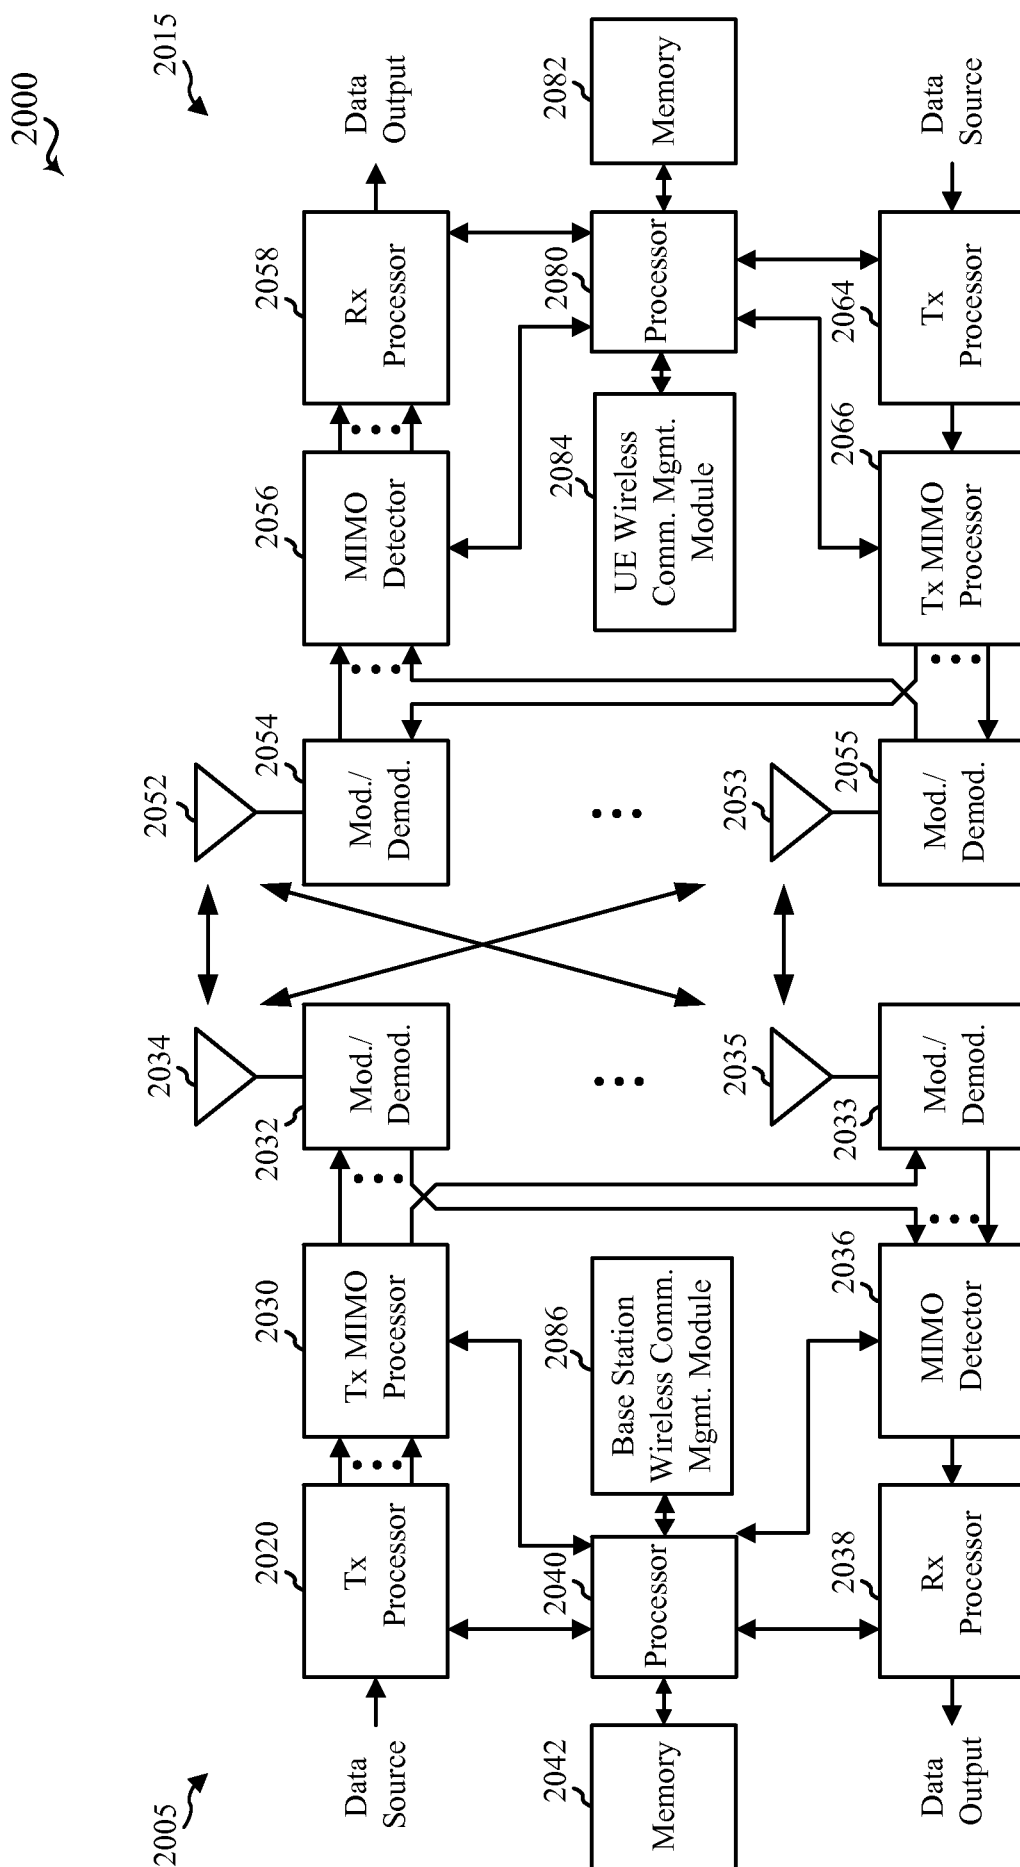 2000
2005
2015
Data
Source
2020
Tx
Processor
2030
Tx MIMO
Processor
2032
Mod./
Demod.
2034
2052
2054
Mod./
Demod.
2056
MIMO
Detector
2058
Rx
Processor
Data
Output
2042
Memory
2040
Processor
2086
Base Station
Wireless Comm.
Mgmt. Module
2084
UE Wireless
Comm. Mgmt.
Module
2080
Processor
2082
Memory
Data
Output
2038
Rx
Processor
2036
MIMO
Detector
2033
Mod./
Demod.
2035
2053
2055
Mod./
Demod.
2066
Tx MIMO
Processor
2064
Tx
Processor
Data
Source